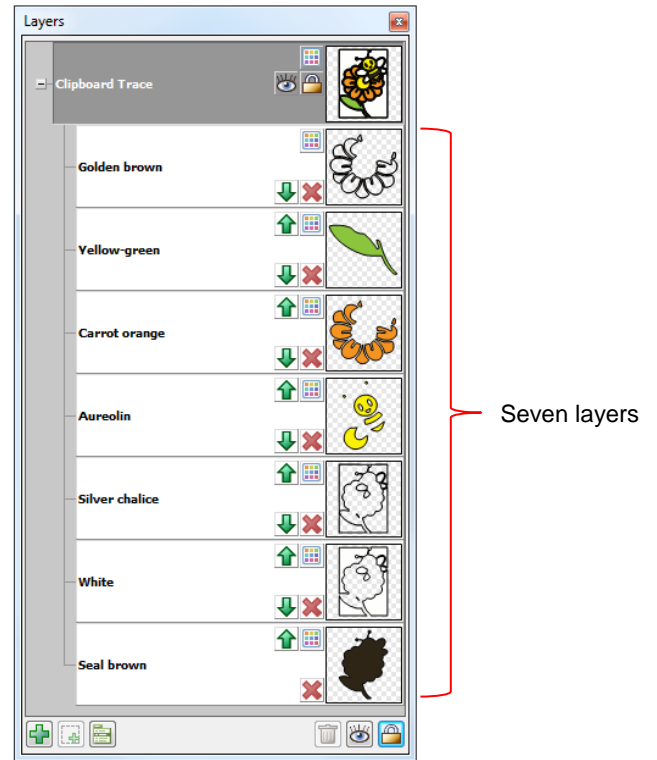 Layers
Clipboard Trace
Golden brown
Yellow-green
Carrot orange
Aureolin
Seven layers
Silver chalice
White
Seal brown